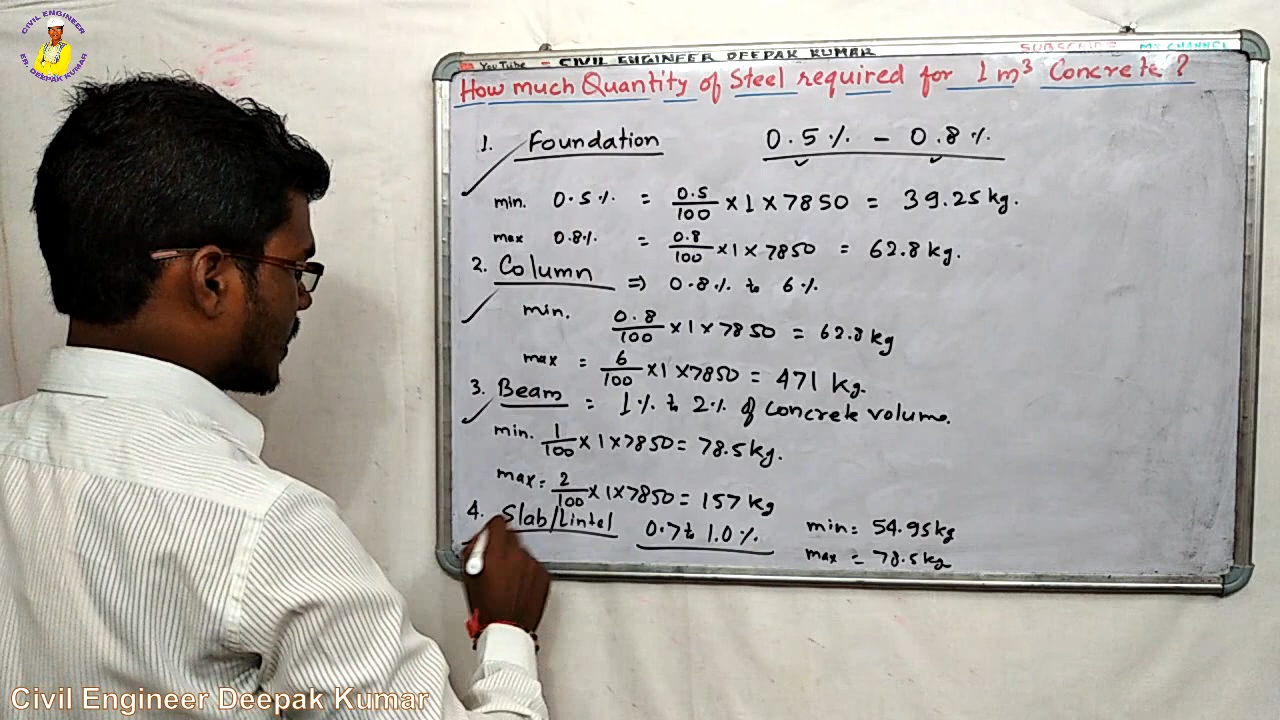 CIVIL ENGINEER
ER. DEEPAK KUMAR
YouTube - CIVIL ENGINEER DEEPAK KUMAR SUBSCRIBE MY CHANNEL
How much Quantity of Steel required for 1 m³ Concrete ?
1. Foundation 0.5 % - 0.8 %
min. 0.5 % = 0.5/100 × 1 × 7850 = 39.25 kg.
max 0.8% = 0.8/100 × 1 × 7850 = 62.8 kg.
2. Column ⇒ 0.8 % to 6 %
min. 0.8/100 × 1 × 7850 = 62.8 kg
max = 6/100 × 1 × 7850 = 471 kg.
3. Beam = 1 % to 2 % of Concrete volume.
min. 1/100 × 1 × 7850 = 78.5 kg.
max = 2/100 × 1 × 7850 = 157 kg
4. Slab/Lintel 0.7 to 1.0 % min = 54.95 kg
max = 78.5 kg
Civil Engineer Deepak Kumar